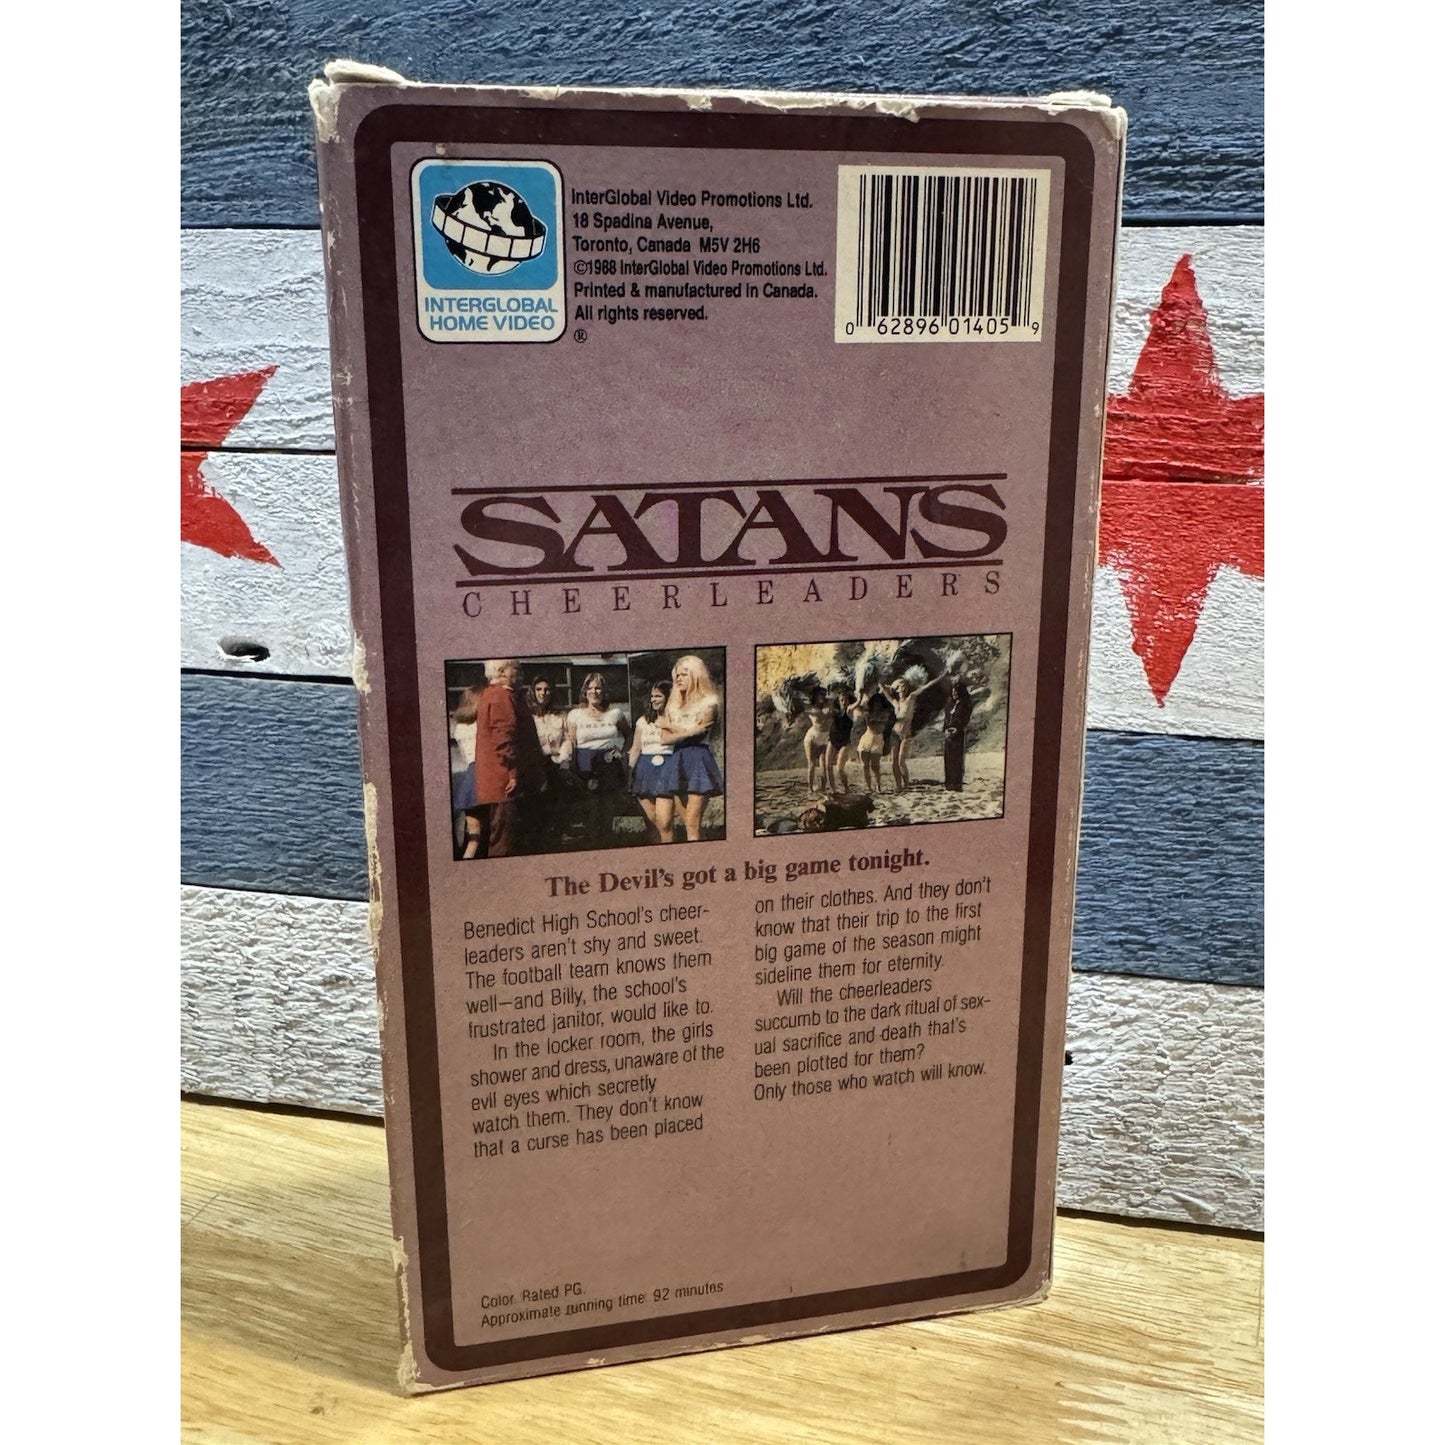 INTERGLOBAL
HOME VIDEO
InterGlobal Video Promotions Ltd.
18 Spadina Avenue,
Toronto, Canada M5V 2H6
©1988 InterGlobal Video Promotions Ltd.
Printed & manufactured in Canada.
All rights reserved.
®
0 62896 01405 9
SATANS
CHEERLEADERS
The Devil's got a big game tonight.
Benedict High School's cheer-
leaders aren't shy and sweet.
The football team knows them
well—and Billy, the school's
frustrated janitor, would like to.
In the locker room, the girls
shower and dress, unaware of the
evil eyes which secretly
watch them. They don't know
that a curse has been placed
on their clothes. And they don't
know that their trip to the first
big game of the season might
sideline them for eternity.
Will the cheerleaders
succumb to the dark ritual of sex-
ual sacrifice and death that's
been plotted for them?
Only those who watch will know.
Color. Rated PG.
Approximate running time: 92 minutes